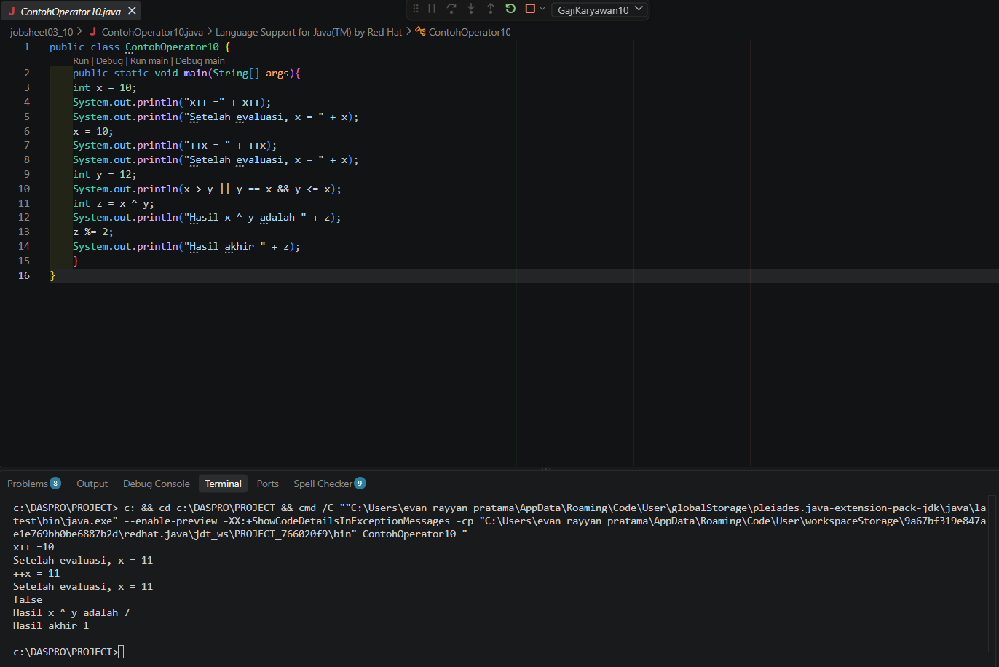 J ContohOperator10.java
GajiKaryawan10
jobsheet03_10 > J ContohOperator10.java > Language Support for Java(TM) by Red Hat > ContohOperator10
1 public class ContohOperator10 {
Run | Debug | Run main | Debug main
2 public static void main(String[] args){
3 int x = 10;
4 System.out.println("x++ =" + x++);
5 System.out.println("Setelah evaluasi, x = " + x);
6 x = 10;
7 System.out.println("++x = " + ++x);
8 System.out.println("Setelah evaluasi, x = " + x);
9 int y = 12;
10 System.out.println(x > y || y == x && y <= x);
11 int z = x ^ y;
12 System.out.println("Hasil x ^ y adalah " + z);
13 z %= 2;
14 System.out.println("Hasil akhir " + z);
15 }
16 }
Problems 8 Output Debug Console Terminal Ports Spell Checker 9
c:\DASPRO\PROJECT> c: && cd c:\DASPRO\PROJECT && cmd /C ""C:\Users\evan rayyan pratama\AppData\Roaming\Code\User\globalStorage\pleiades.java-extension-pack-jdk\java\la
test\bin\java.exe" --enable-preview -XX:+ShowCodeDetailsInExceptionMessages -cp "C:\Users\evan rayyan pratama\AppData\Roaming\Code\User\workspaceStorage\9a67bf319e847a
e1e769bb0be6887b2d\redhat.java\jdt_ws\PROJECT_766020f9\bin" ContohOperator10 "
x++ =10
Setelah evaluasi, x = 11
++x = 11
Setelah evaluasi, x = 11
false
Hasil x ^ y adalah 7
Hasil akhir 1
c:\DASPRO\PROJECT>